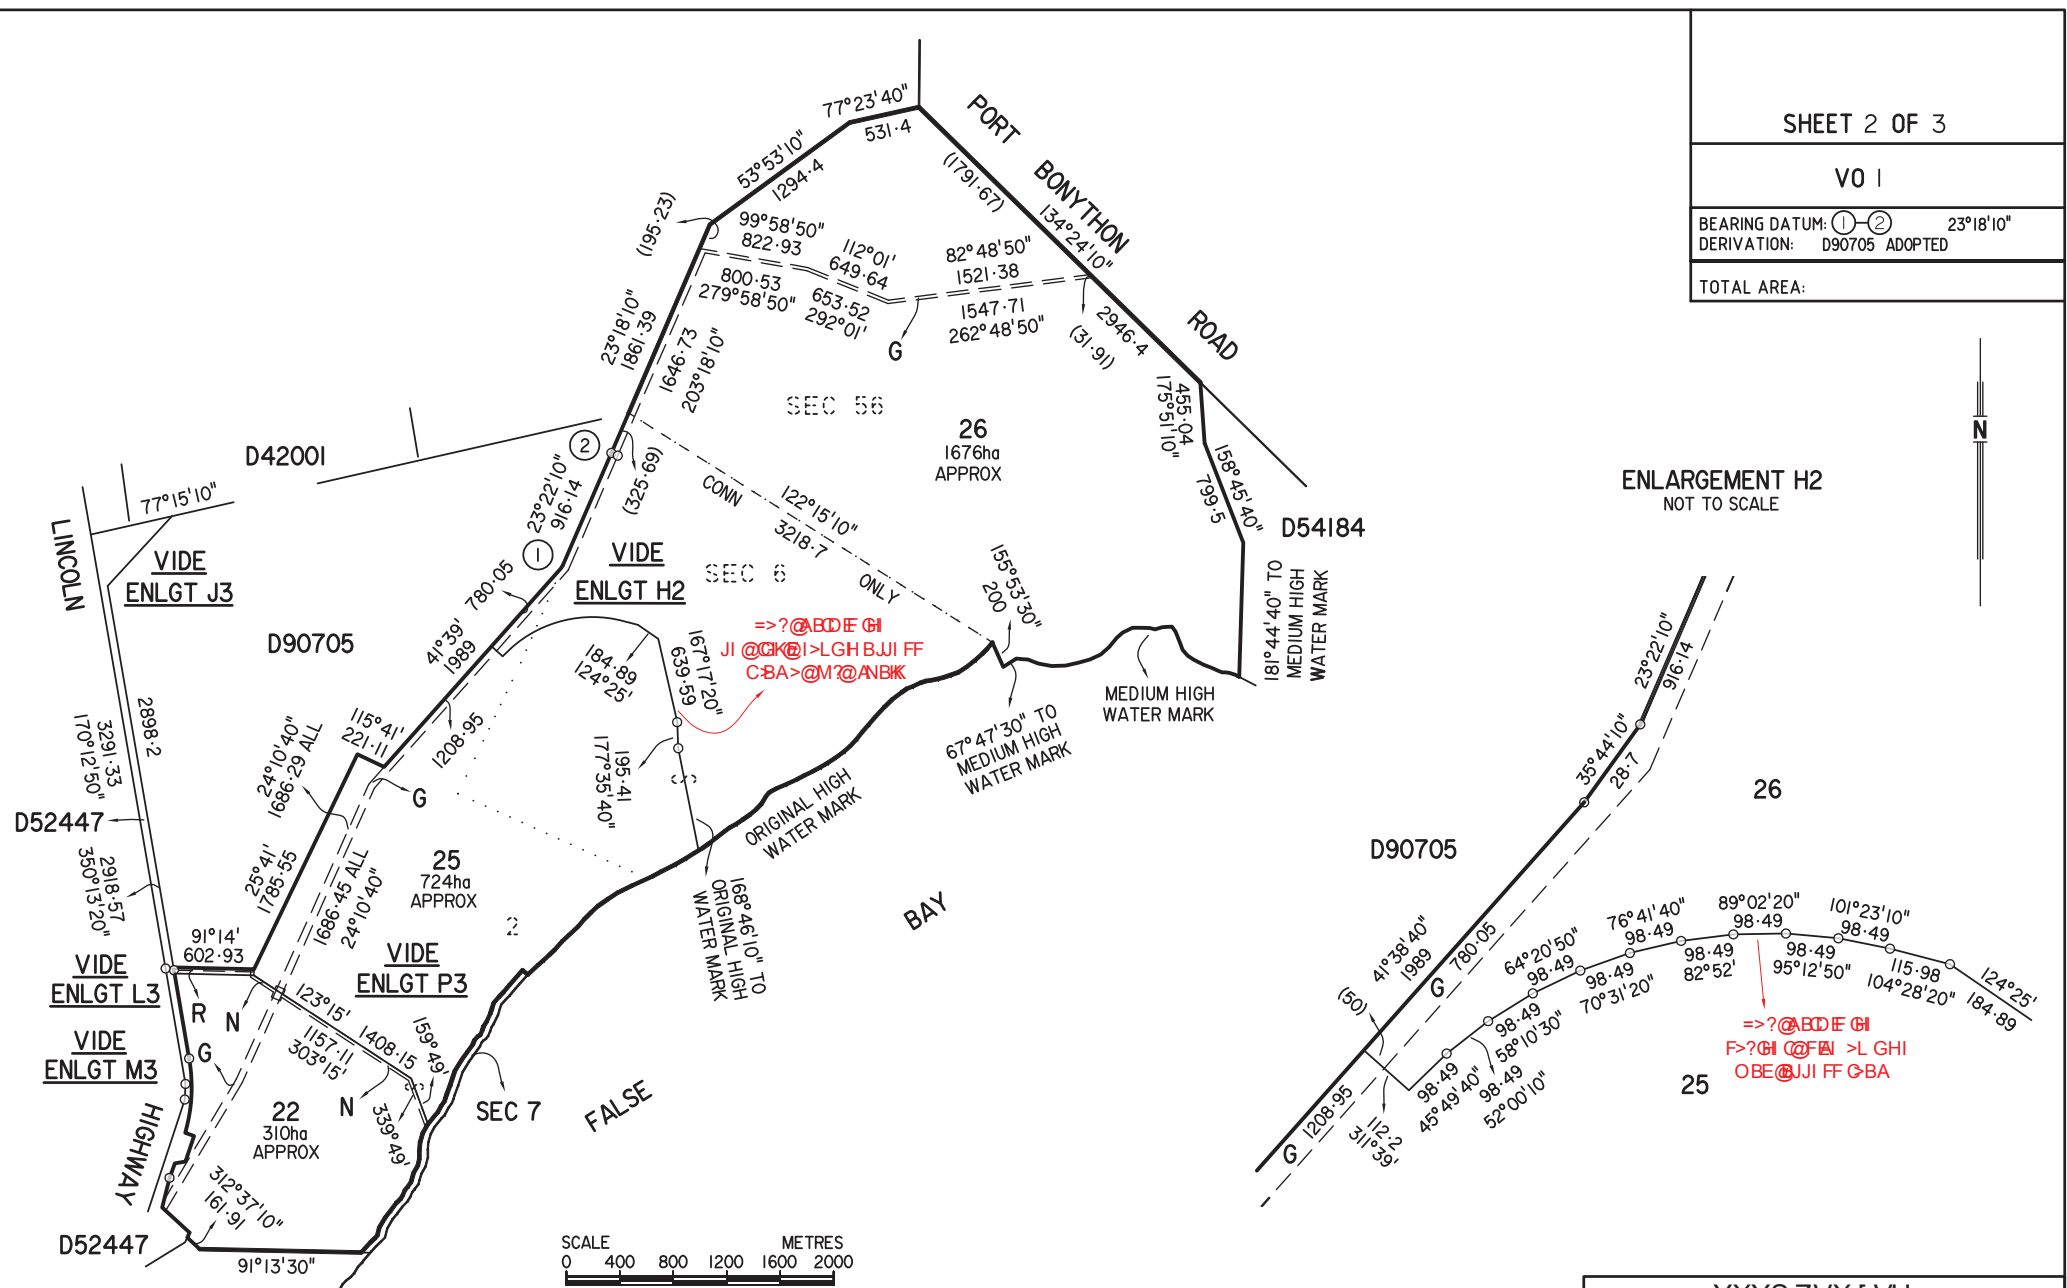 SHEET 2 OF 3
VO 1
BEARING DATUM: 1-2 23°18'10"
DERIVATION: D90705 ADOPTED
TOTAL AREA:
77°23'40"
531·4
53°53'10"
1294·4
(195·23)
PORT BONYTHON ROAD
(1791·67)
134°24'10"
2946·4
(31·91)
99°58'50"
822·93
112°01'
649·64
82°48'50"
1521·38
800·53
279°58'50"
653·52
292°01'
1547·71
262°48'50"
G
23°18'10"
1861·39
1646·73
203°18'10"
SEC 56
26
1676ha
APPROX
455·04
175°51'10"
158°45'40"
799·5
D54184
181°44'40" TO
MEDIUM HIGH
WATER MARK
D42001
2
23°22'10"
916·14
(325·69)
1
CONN ONLY
122°15'10"
3218·7
77°15'10"
LINCOLN
VIDE
ENLGT J3
VIDE
ENLGT H2
SEC 6
155°53'30"
200
780·05
41°39'
1989
D90705
184·89
124°25'
167°17'20"
639·59
=>?@ABCDE F GHI
MEDIUM HIGH
WATER MARK
67°47'30" TO
MEDIUM HIGH
WATER MARK
2898·2
3291·33
170°12'50"
115°41'
221·11
24°10'40"
1686·29 ALL
1208·95
195·41
177°35'40"
G
ORIGINAL HIGH
WATER MARK
D52447
2918·57
350°13'20"
25°41'
1785·55
1686·45 ALL
24°10'40"
25
724ha
APPROX
2
168°46'10" TO
ORIGINAL HIGH
WATER MARK
BAY
91°14'
602·93
VIDE
ENLGT L3
VIDE
ENLGT P3
R
N
123°15'
1408·15
1157·11
303°15'
159°49'
VIDE
ENLGT M3
G
N
339°49'
SEC 7
FALSE
22
310ha
APPROX
HIGHWAY
312°37'10"
161·91
D52447
91°13'30"
SCALE METRES
0 400 800 1200 1600 2000
N
ENLARGEMENT H2
NOT TO SCALE
23°22'10"
916·14
35°44'10"
28·7
26
D90705
41°38'40"
1989
780·05
G
(50)
64°20'50"
98·49
76°41'40"
98·49
89°02'20"
98·49
101°23'10"
98·49
98·49
70°31'20"
98·49
82°52'
98·49
95°12'50"
115·98
104°28'20"
124°25'
184·89
98·49
58°10'30"
98·49
52°00'10"
98·49
45°49'40"
1208·95
G
112·2
311°39'
25